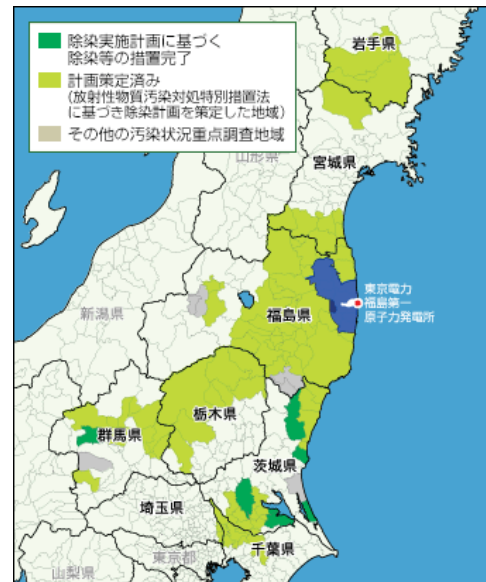 除染実施計画に基づく
除染等の措置完了
計画策定済み
(放射性物質汚染対処特別措置法
に基づき除染計画を策定した地域)
その他の汚染状況重点調査地域
岩手県
山形県
宮城県
新潟県
福島県
東京電力
福島第一
原子力発電所
群馬県
栃木県
茨城県
埼玉県
東京都
千葉県
山梨県